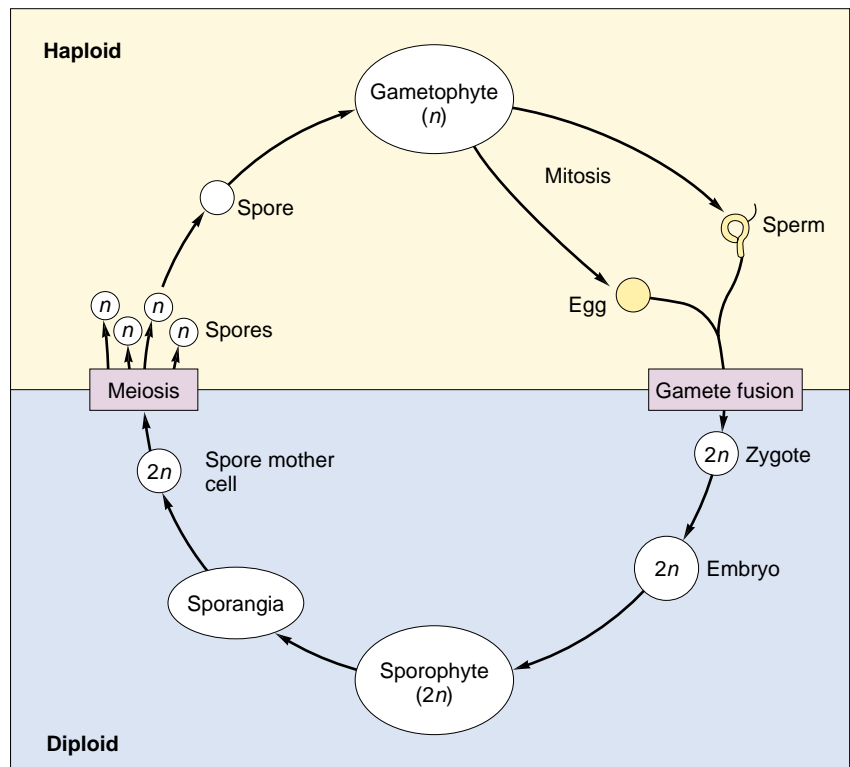 Haploid
Gametophyte
(n)
Mitosis
Spore
Sperm
Egg
n
n
n
n
Spores
Meiosis
Gamete fusion
2n
Spore mother
cell
2n
Zygote
2n
Embryo
Sporangia
Sporophyte
(2n)
Diploid